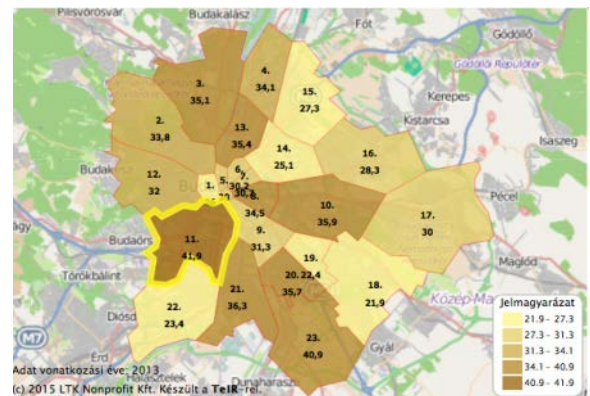 Pilisvörösvár
Budakalász
Fót
Gödöllő
Gödöllői Repülőtér
Kerepes
Kistarcsa
Isaszeg
3.
35,1
4.
34,1
15.
27,3
2.
33,8
13.
35,4
14.
25,1
16.
28,3
12.
32
1.
5.
6.
30,2
7.
8.
34,5
10.
35,9
17.
30
Pécel
Budaörs
11.
41,9
9.
31,3
Törökbálint
19.
22,4
20.
35,7
18.
21,9
Maglód
21.
36,3
22.
23,4
Diósd
M7
Érd
23.
40,9
Gyál
Halásztelek
Dunaharaszti
Adat vonatkozási éve: 2013
(c) 2015 LTK Nonprofit Kft. Készült a TeIR-rel.
Jelmagyarázat
21.9 - 27.3
27.3 - 31.3
31.3 - 34.1
34.1 - 40.9
40.9 - 41.9